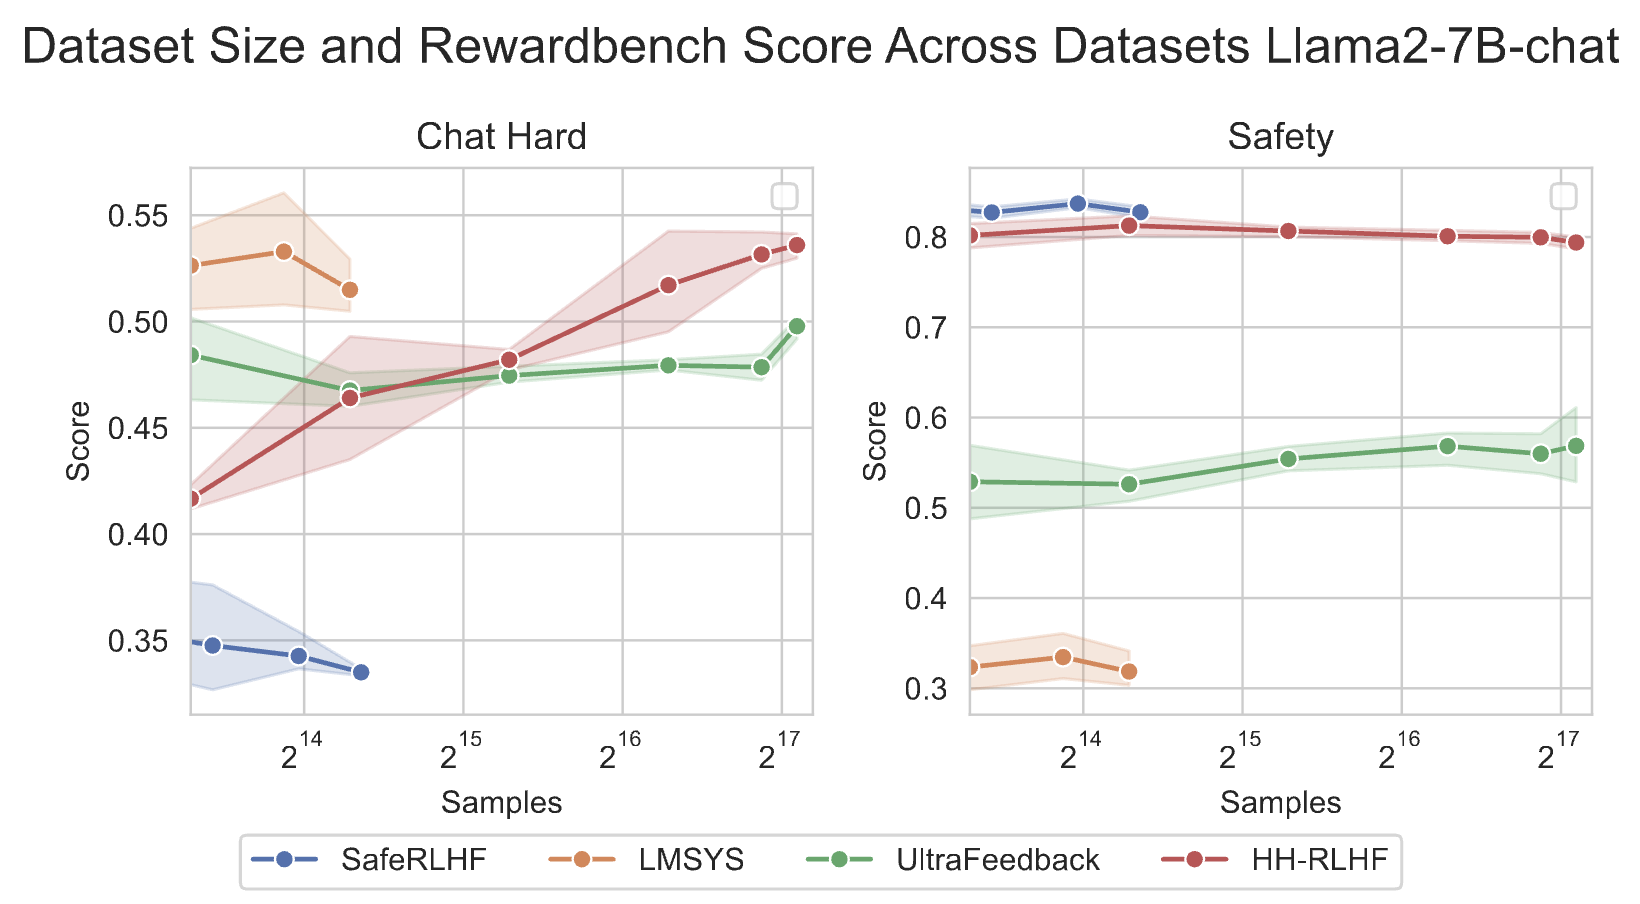 Dataset Size and Rewardbench Score Across Datasets Llama2-7B-chat
Chat Hard
Score
0.55
0.50
0.45
0.40
0.35
2^14
2^15
2^16
2^17
Samples
Safety
Score
0.8
0.7
0.6
0.5
0.4
0.3
2^14
2^15
2^16
2^17
Samples
SafeRLHF
LMSYS
UltraFeedback
HH-RLHF